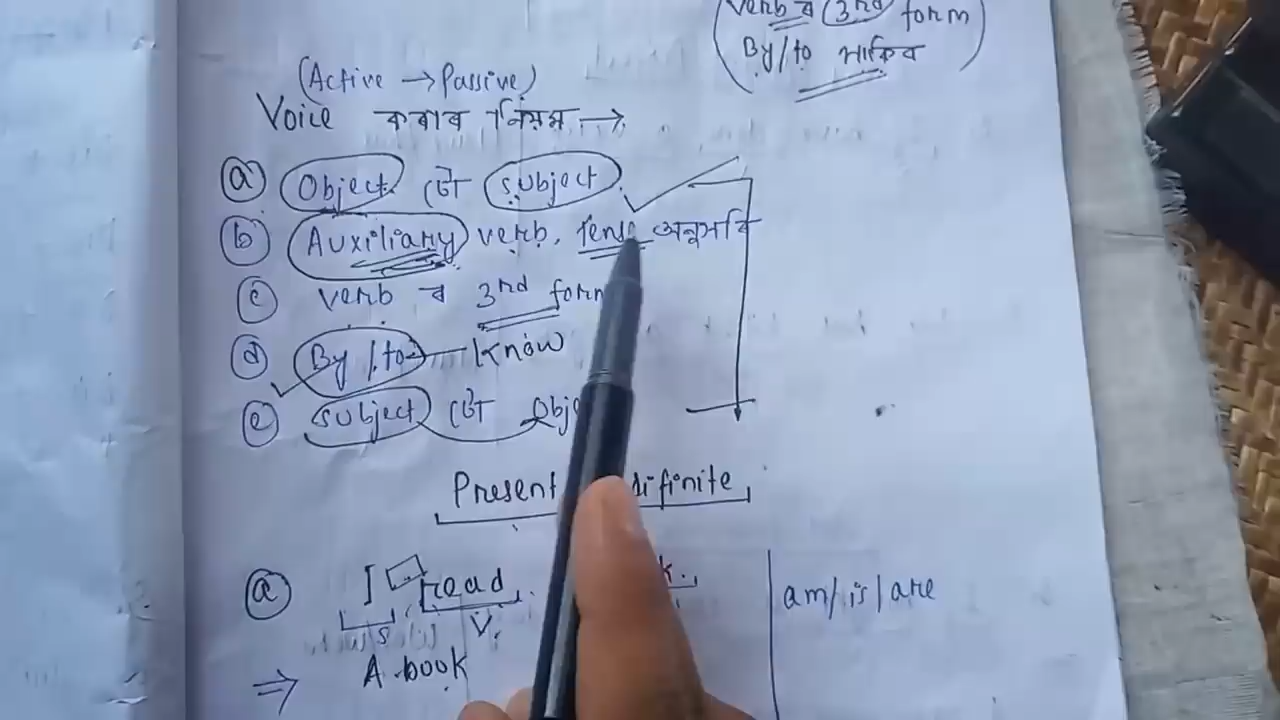 Verb ৰ 3rd form
By/to থাকিব
(Active → Passive)
Voice কৰাৰ নিয়ম →
(a) Object টো subject
(b) Auxiliary verb, Tense অনুসৰি
(c) verb ৰ 3rd form
(d) By/to — Know
(e) subject টো
Present
(a) I read
S V.
am/is/are
⇒ A book